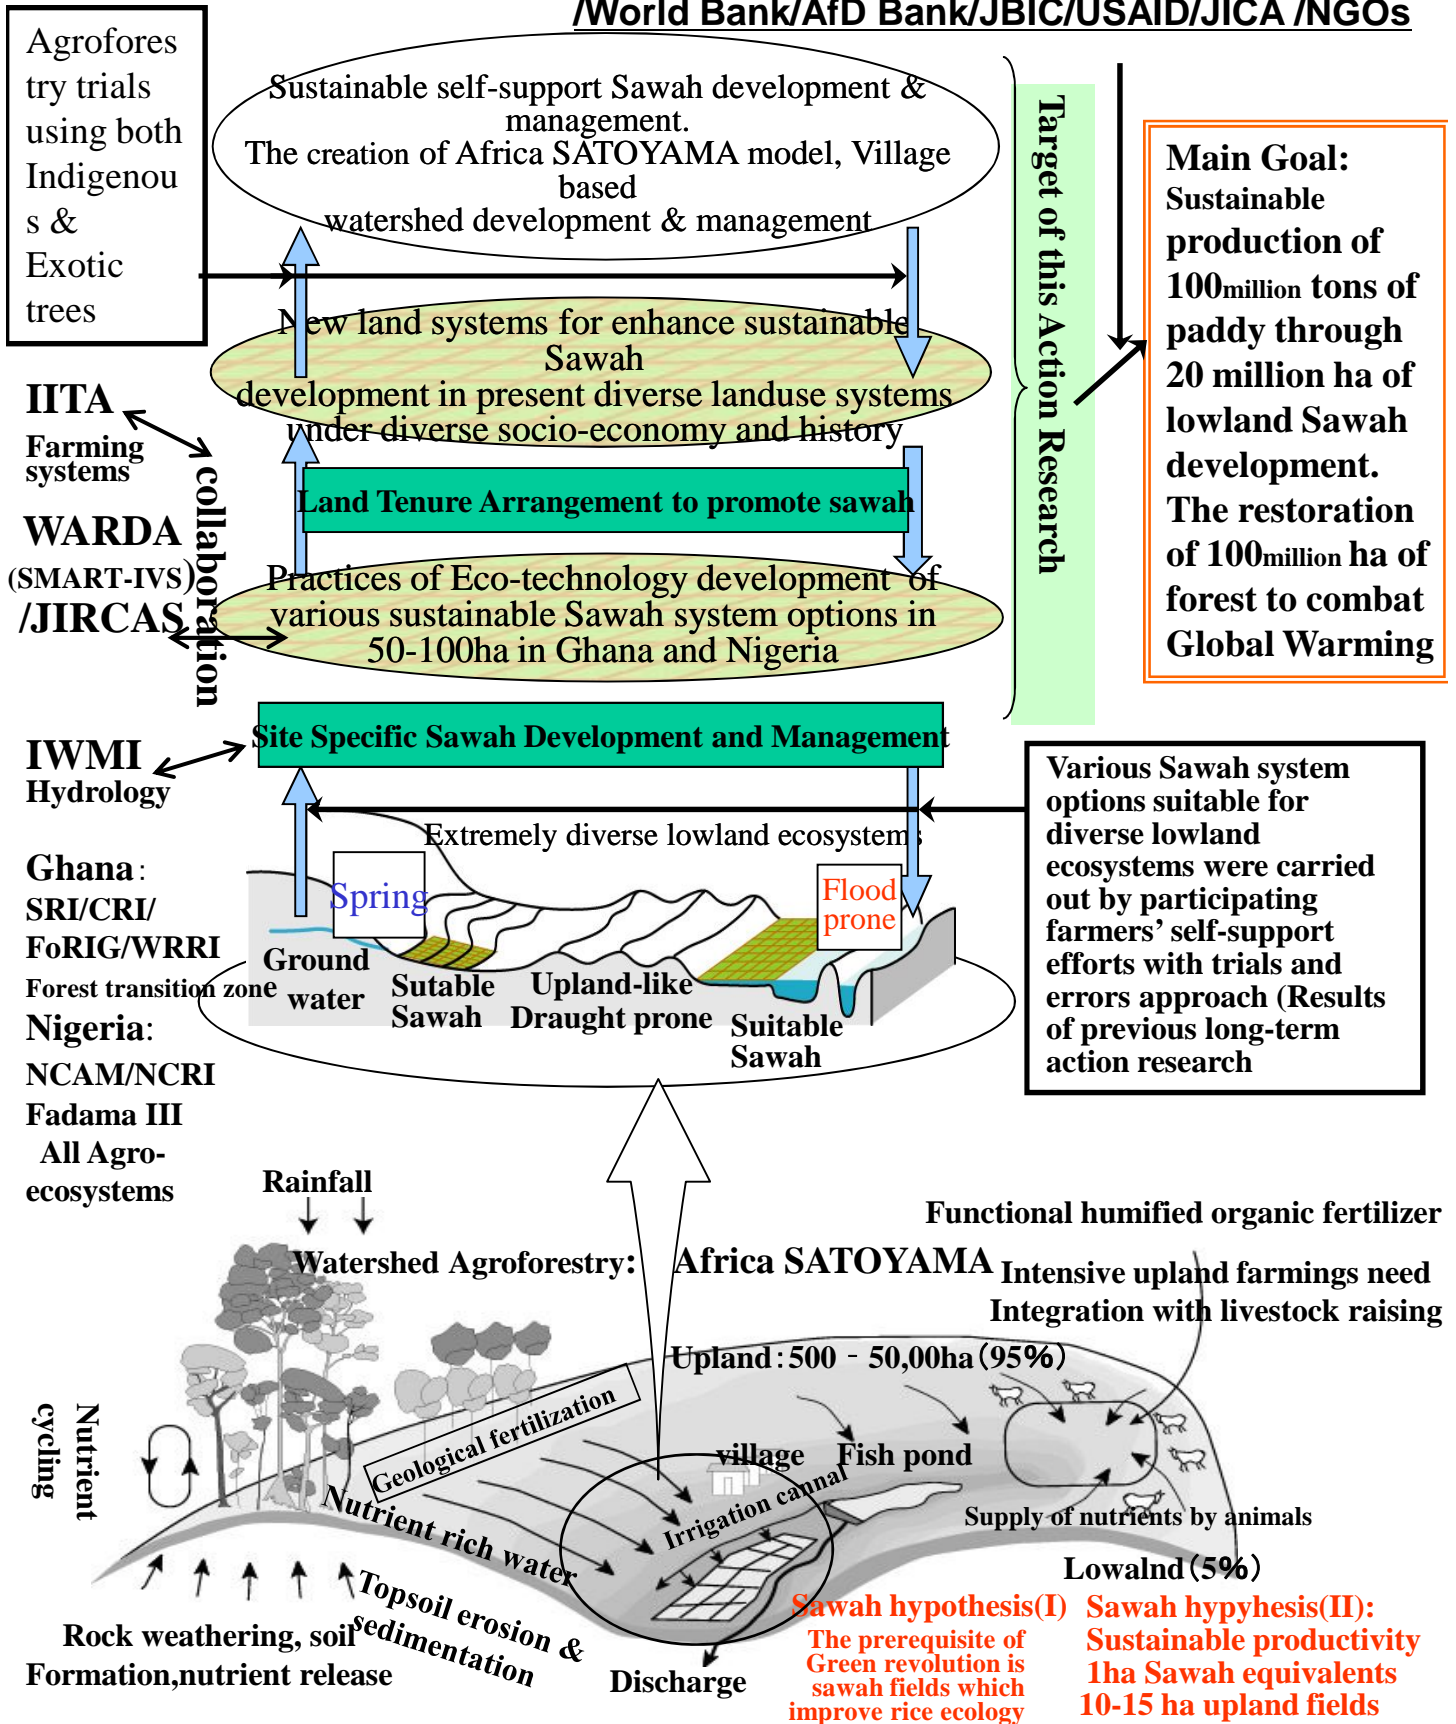 /World Bank/AfD Bank/JBIC/USAID/JICA /NGOs
Agrofores
try trials
using both
Indigenou
s &
Exotic
trees
Sustainable self-support Sawah development &
management.
The creation of Africa SATOYAMA model, Village
based
watershed development & management
New land systems for enhance sustainable
Sawah
development in present diverse landuse systems
under diverse socio-economy and history
Land Tenure Arrangement to promote sawah
Practices of Eco-technology development of
various sustainable Sawah system options in
50-100ha in Ghana and Nigeria
Site Specific Sawah Development and Management
Target of this Action Research
Main Goal:
Sustainable
production of
100million tons of
paddy through
20 million ha of
lowland Sawah
development.
The restoration
of 100million ha of
forest to combat
Global Warming
IITA
Farming
systems
collaboration
WARDA
(SMART-IVS)
/JIRCAS
IWMI
Hydrology
Ghana:
SRI/CRI/
FoRIG/WRRI
Forest transition zone
Nigeria:
NCAM/NCRI
Fadama III
All Agro-
ecosystems
Extremely diverse lowland ecosystems
Spring
Flood
prone
Ground
water
Sutable
Sawah
Upland-like
Draught prone
Suitable
Sawah
Various Sawah system
options suitable for
diverse lowland
ecosystems were carried
out by participating
farmers' self-support
efforts with trials and
errors approach (Results
of previous long-term
action research
Rainfall
Functional humified organic fertilizer
Watershed Agroforestry: Africa SATOYAMA
Intensive upland farmings need
Integration with livestock raising
Upland:500 - 50,00ha(95%)
Nutrient
cycling
Geological fertilization
village
Fish pond
Nutrient rich water
Irrigation cannal
Supply of nutrients by animals
Lowalnd(5%)
Topsoil erosion &
sedimentation
Rock weathering, soil
Formation,nutrient release
Discharge
Sawah hypothesis(I)
The prerequisite of
Green revolution is
sawah fields which
improve rice ecology
Sawah hypyhesis(II):
Sustainable productivity
1ha Sawah equivalents
10-15 ha upland fields